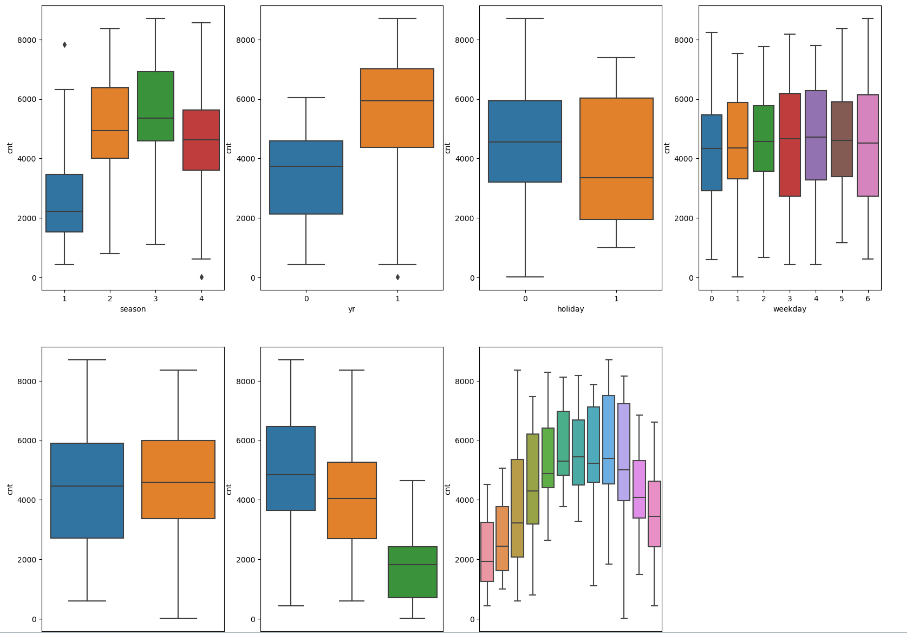 8000 8000 8000 8000
6000 6000 6000 6000
cnt cnt cnt cnt
4000 4000 4000 4000
2000 2000 2000 2000
0 0 0 0
1 2 3 4 0 1 0 1 0 1 2 3 4 5 6
season yr holiday weekday
8000 8000 8000
6000 6000 6000
cnt cnt cnt
4000 4000 4000
2000 2000 2000
0 0 0